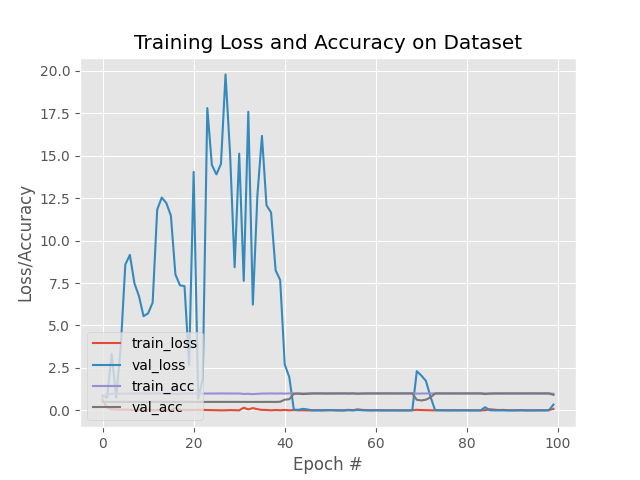 Training Loss and Accuracy on Dataset
20.0
17.5
15.0
12.5
10.0
7.5
5.0
2.5
0.0
Loss/Accuracy
train_loss
val_loss
train_acc
val_acc
0 20 40 60 80 100
Epoch #